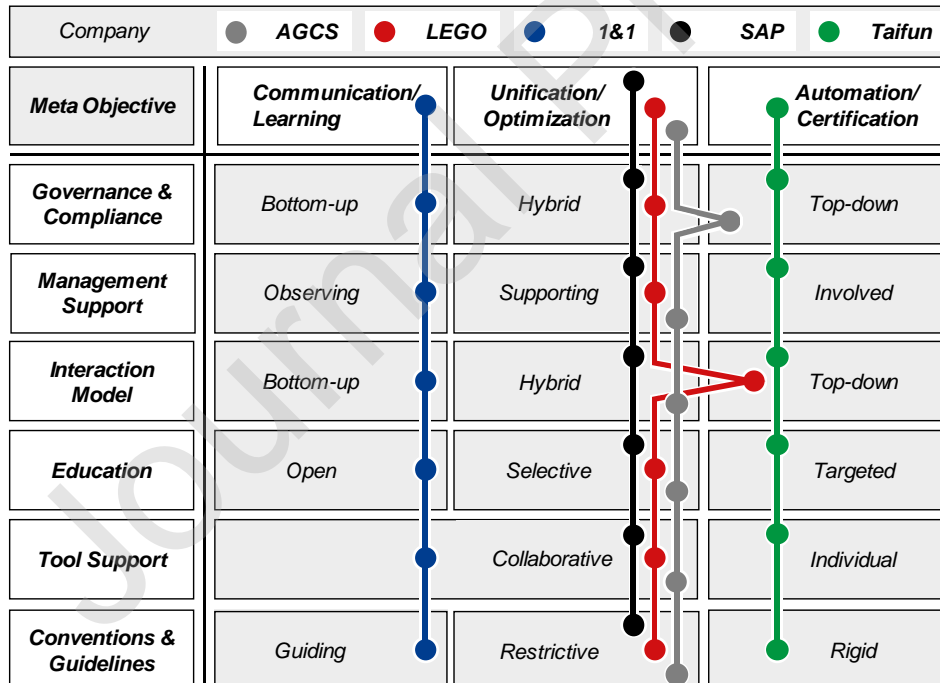 Company AGCS LEGO 1&1 SAP Taifun
Meta Objective
Communication/
Learning
Unification/
Optimization
Automation/
Certification
Governance &
Compliance
Bottom-up
Hybrid
Top-down
Management
Support
Observing
Supporting
Involved
Interaction
Model
Bottom-up
Hybrid
Top-down
Education
Open
Selective
Targeted
Tool Support
Collaborative
Individual
Conventions &
Guidelines
Guiding
Restrictive
Rigid
Journal Pr